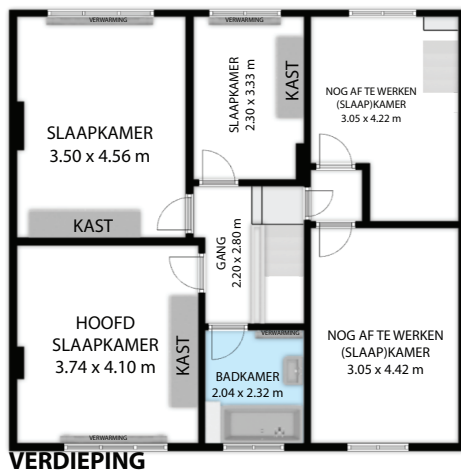 VERWARMING
VERWARMING
SLAAPKAMER
3.50 x 4.56 m
SLAAPKAMER
2.30 x 3.33 m
KAST
NOG AF TE WERKEN
(SLAAP)KAMER
3.05 x 4.22 m
KAST
GANG
2.20 x 2.80 m
HOOFD
SLAAPKAMER
3.74 x 4.10 m
KAST
VERWARMING
BADKAMER
2.04 x 2.32 m
NOG AF TE WERKEN
(SLAAP)KAMER
3.05 x 4.42 m
VERWARMING
VERDIEPING